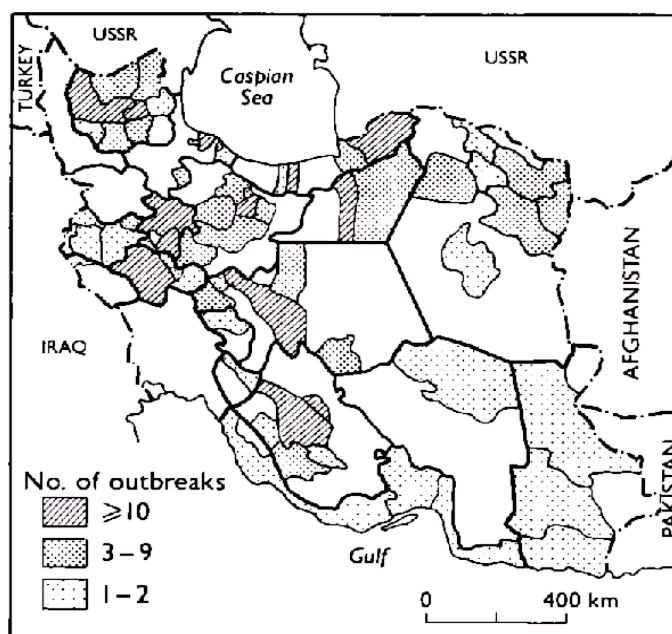 USSR
USSR
TURKEY
Caspian
Sea
AFGHANISTAN
IRAQ
PAKISTAN
No. of outbreaks
⩾10
3–9
1–2
Gulf
0 400 km